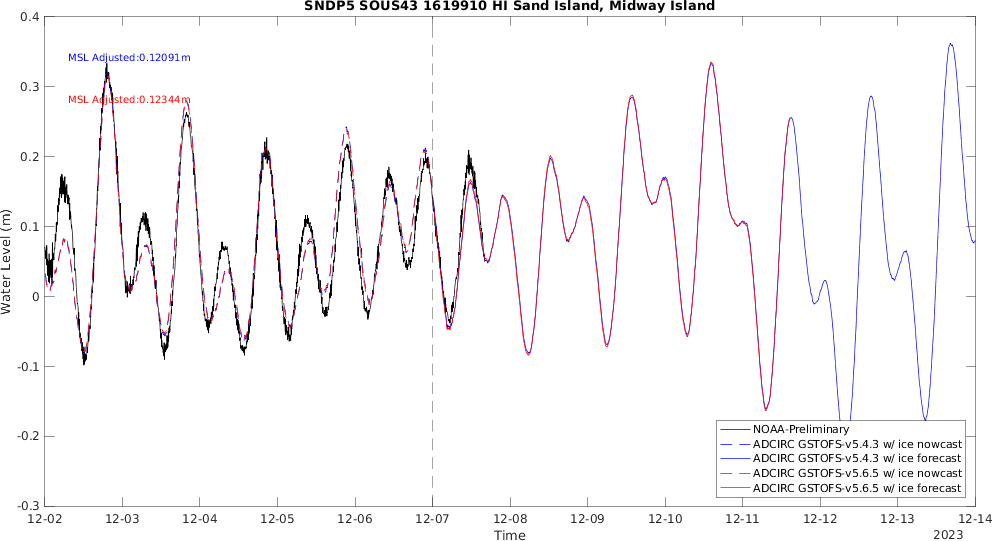 SNDP5 SOUS43 1619910 HI Sand Island, Midway Island
MSL Adjusted:0.12091m
MSL Adjusted:0.12344m
Water Level (m)
0.4
0.3
0.2
0.1
0
-0.1
-0.2
-0.3
NOAA-Preliminary
ADCIRC GSTOFS-v5.4.3 w/ ice nowcast
ADCIRC GSTOFS-v5.4.3 w/ ice forecast
ADCIRC GSTOFS-v5.6.5 w/ ice nowcast
ADCIRC GSTOFS-v5.6.5 w/ ice forecast
12-02 12-03 12-04 12-05 12-06 12-07 12-08 12-09 12-10 12-11 12-12 12-13 12-14
Time
2023